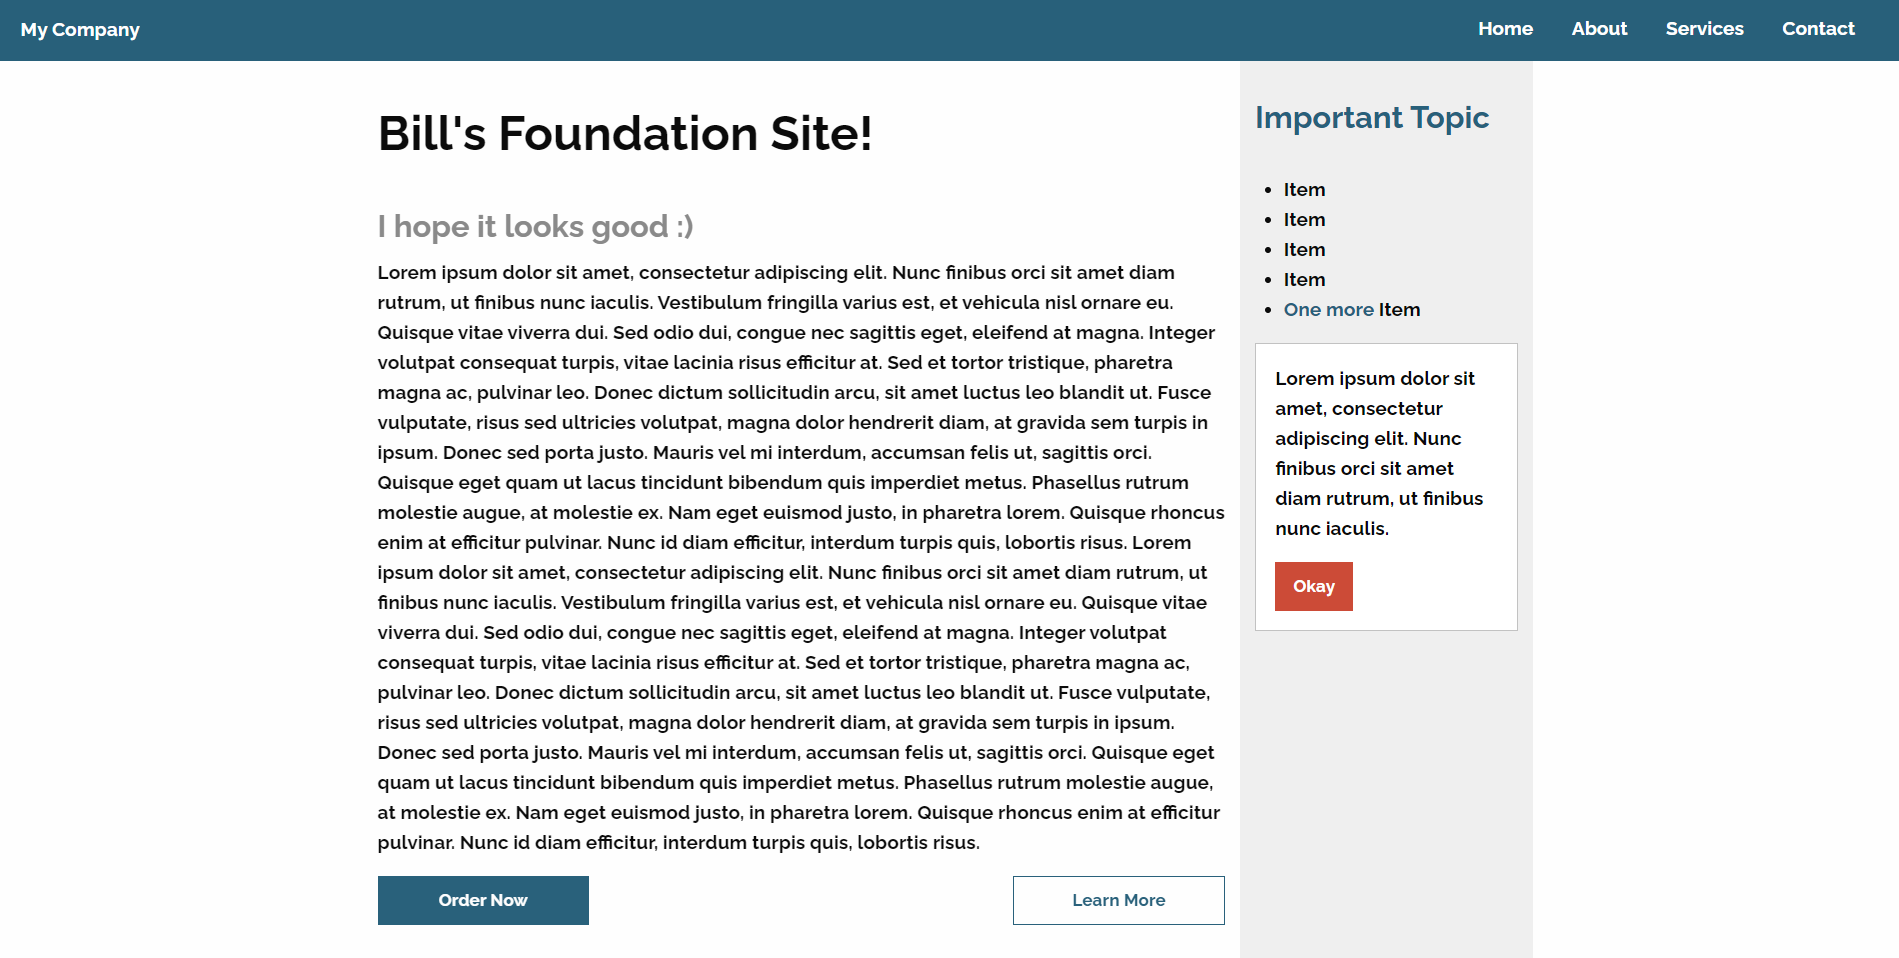 My Company
Home About Services Contact
Bill's Foundation Site!
I hope it looks good :)
Lorem ipsum dolor sit amet, consectetur adipiscing elit. Nunc finibus orci sit amet diam
rutrum, ut finibus nunc iaculis. Vestibulum fringilla varius est, et vehicula nisl ornare eu.
Quisque vitae viverra dui. Sed odio dui, congue nec sagittis eget, eleifend at magna. Integer
volutpat consequat turpis, vitae lacinia risus efficitur at. Sed et tortor tristique, pharetra
magna ac, pulvinar leo. Donec dictum sollicitudin arcu, sit amet luctus leo blandit ut. Fusce
vulputate, risus sed ultricies volutpat, magna dolor hendrerit diam, at gravida sem turpis in
ipsum. Donec sed porta justo. Mauris vel mi interdum, accumsan felis ut, sagittis orci.
Quisque eget quam ut lacus tincidunt bibendum quis imperdiet metus. Phasellus rutrum
molestie augue, at molestie ex. Nam eget euismod justo, in pharetra lorem. Quisque rhoncus
enim at efficitur pulvinar. Nunc id diam efficitur, interdum turpis quis, lobortis risus. Lorem
ipsum dolor sit amet, consectetur adipiscing elit. Nunc finibus orci sit amet diam rutrum, ut
finibus nunc iaculis. Vestibulum fringilla varius est, et vehicula nisl ornare eu. Quisque vitae
viverra dui. Sed odio dui, congue nec sagittis eget, eleifend at magna. Integer volutpat
consequat turpis, vitae lacinia risus efficitur at. Sed et tortor tristique, pharetra magna ac,
pulvinar leo. Donec dictum sollicitudin arcu, sit amet luctus leo blandit ut. Fusce vulputate,
risus sed ultricies volutpat, magna dolor hendrerit diam, at gravida sem turpis in ipsum.
Donec sed porta justo. Mauris vel mi interdum, accumsan felis ut, sagittis orci. Quisque eget
quam ut lacus tincidunt bibendum quis imperdiet metus. Phasellus rutrum molestie augue,
at molestie ex. Nam eget euismod justo, in pharetra lorem. Quisque rhoncus enim at efficitur
pulvinar. Nunc id diam efficitur, interdum turpis quis, lobortis risus.
Order Now
Learn More
Important Topic
Item
Item
Item
Item
One more Item
Lorem ipsum dolor sit
amet, consectetur
adipiscing elit. Nunc
finibus orci sit amet
diam rutrum, ut finibus
nunc iaculis.
Okay